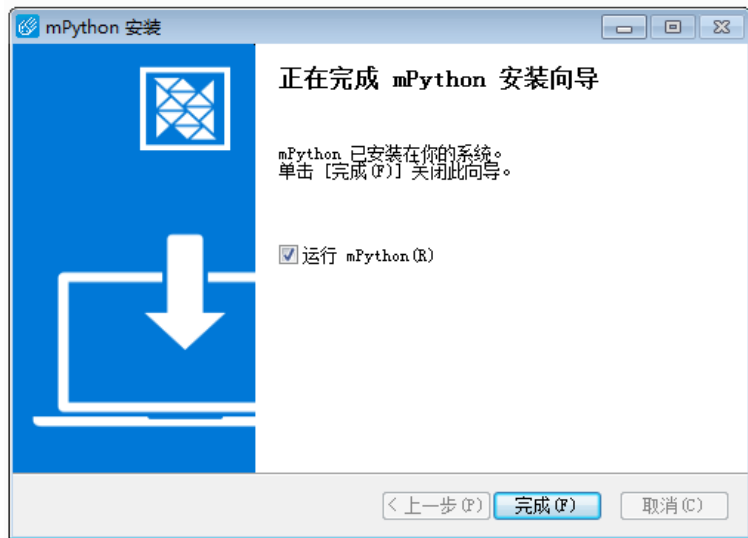 mPython 安装
正在完成 mPython 安装向导
mPython 已安装在你的系统。
单击 [完成(F)] 关闭此向导。
运行 mPython(R)
< 上一步(P) 完成(F) 取消(C)